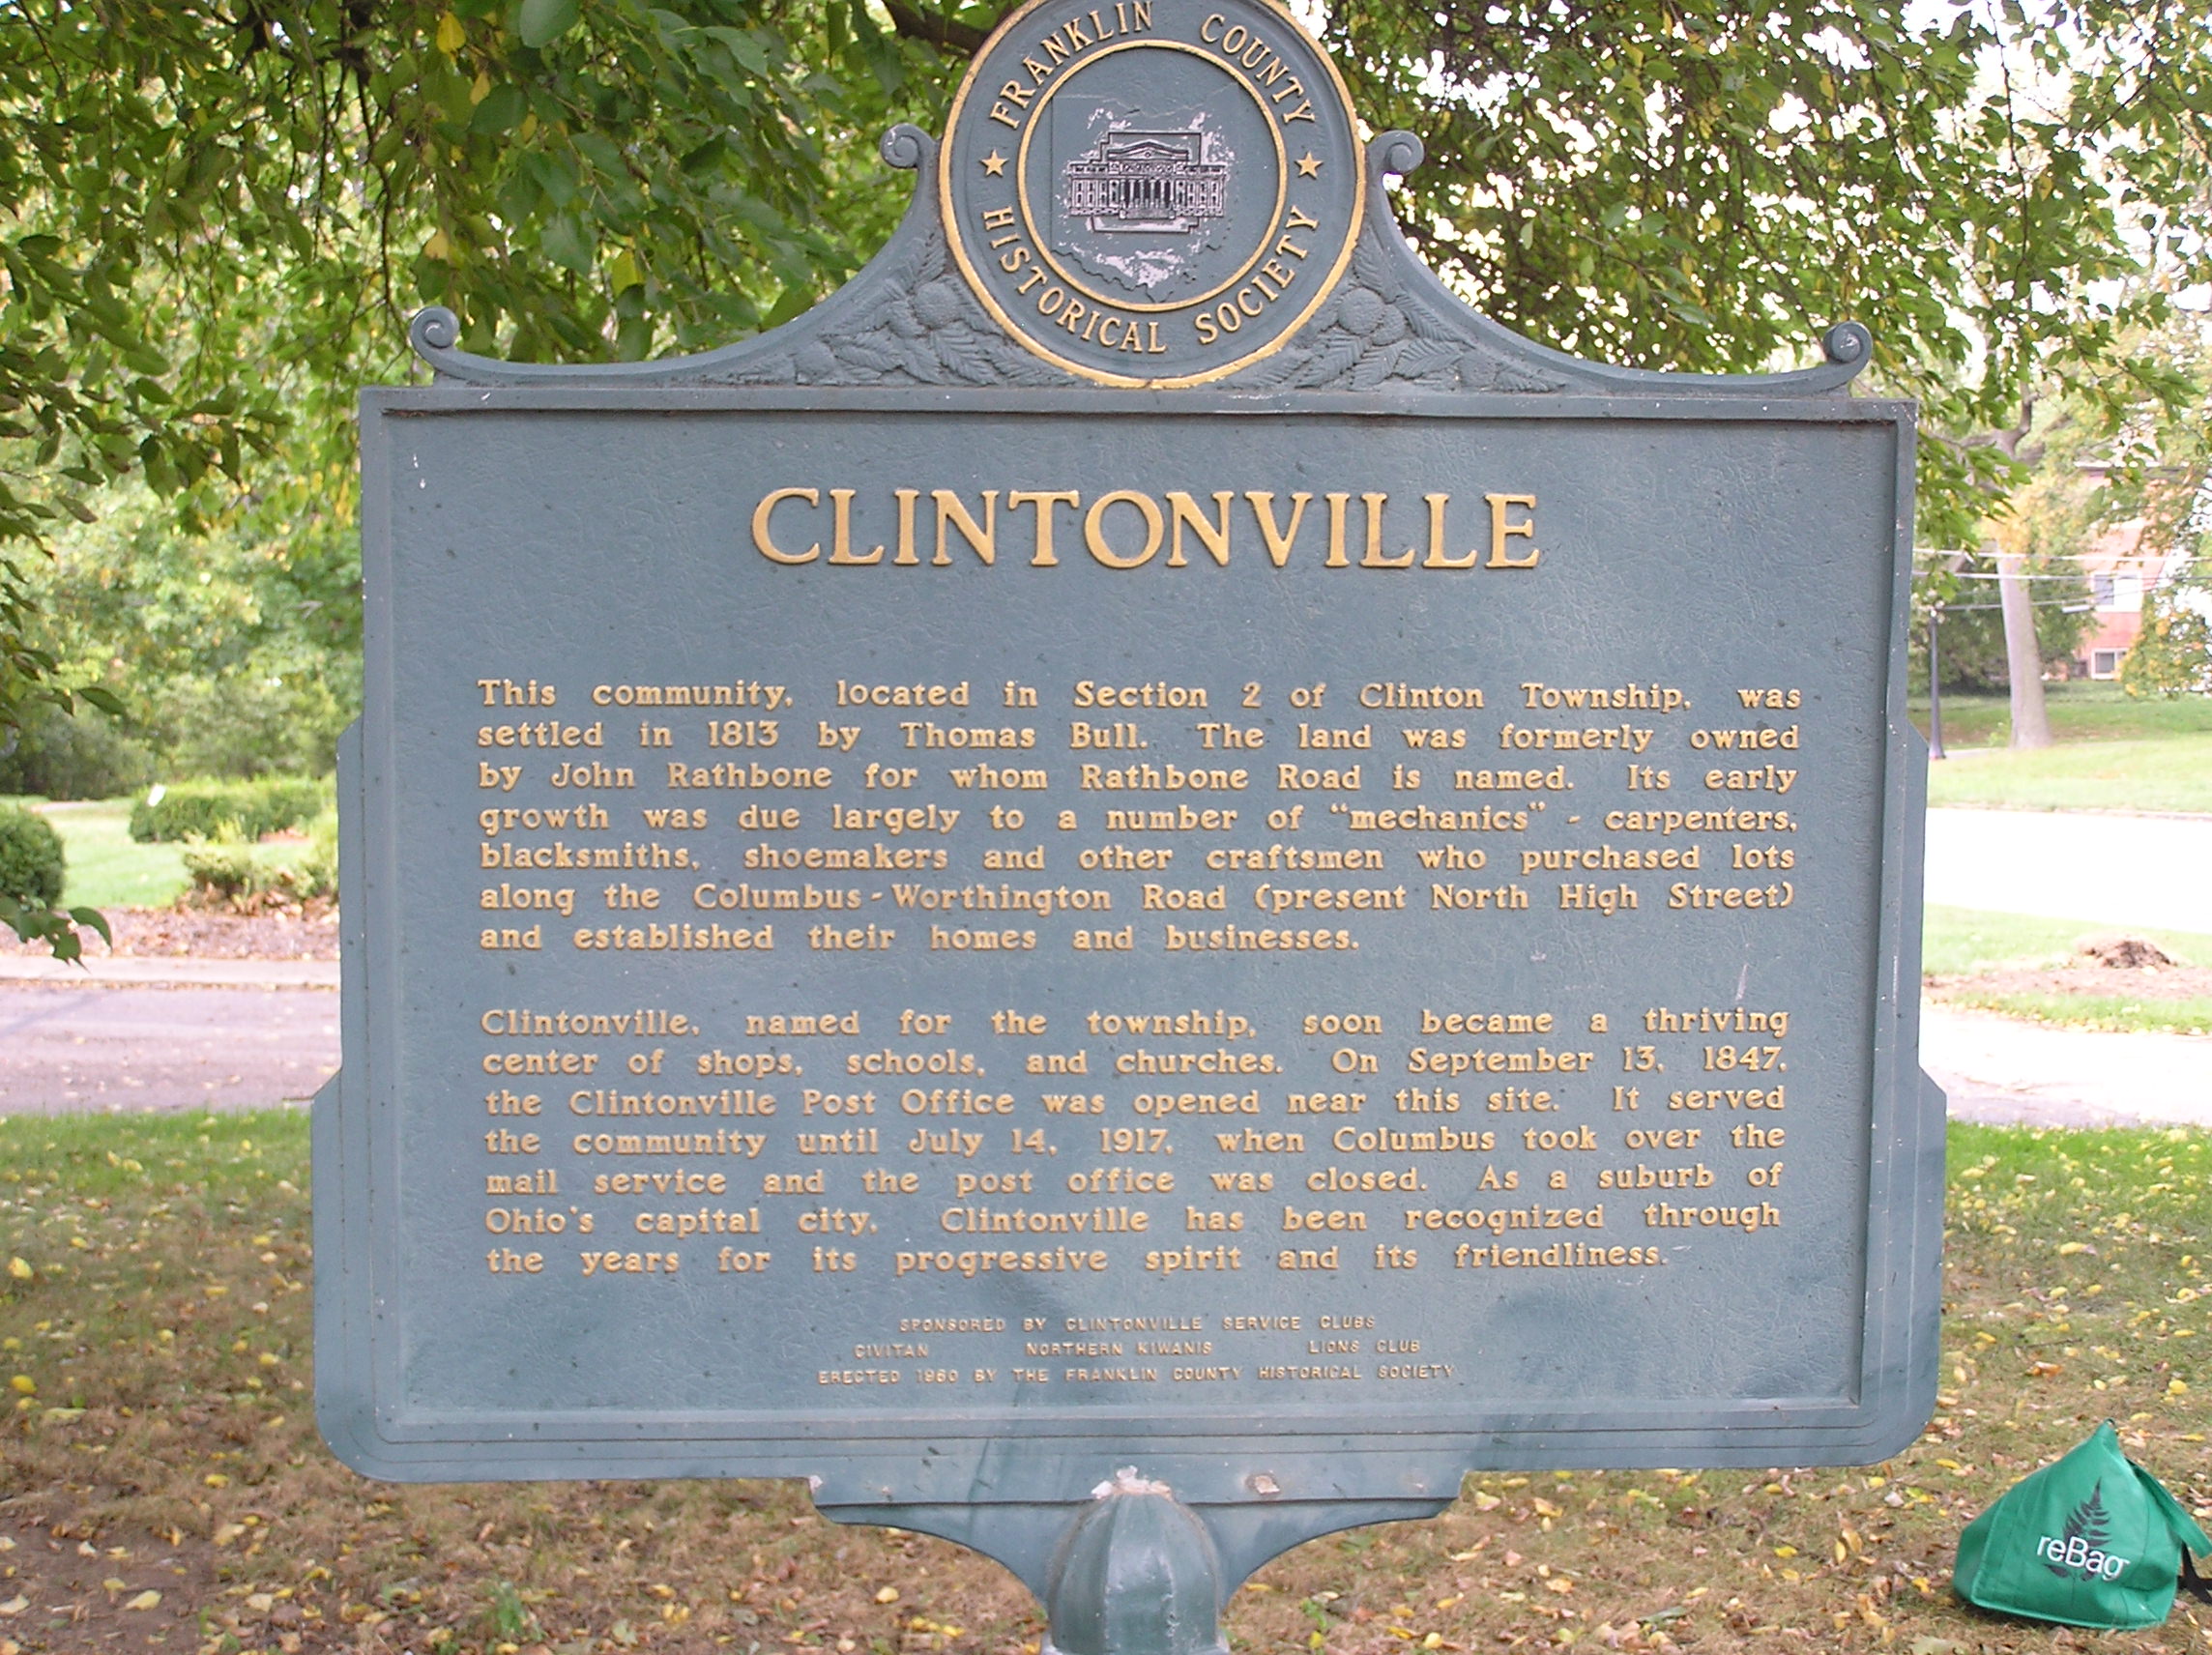 FRANKLIN COUNTY
HISTORICAL SOCIETY
CLINTONVILLE
This community, located in Section 2 of Clinton Township, was
settled in 1813 by Thomas Bull. The land was formerly owned
by John Rathbone for whom Rathbone Road is named. Its early
growth was due largely to a number of "mechanics" - carpenters,
blacksmiths, shoemakers and other craftsmen who purchased lots
along the Columbus-Worthington Road (present North High Street)
and established their homes and businesses.
Clintonville, named for the township, soon became a thriving
center of shops, schools, and churches. On September 13, 1847,
the Clintonville Post Office was opened near this site. It served
the community until July 14, 1917, when Columbus took over the
mail service and the post office was closed. As a suburb of
Ohio's capital city, Clintonville has been recognized through
the years for its progressive spirit and its friendliness.
SPONSORED BY CLINTONVILLE SERVICE CLUBS
CIVITAN NORTHERN KIWANIS LIONS CLUB
ERECTED 1960 BY THE FRANKLIN COUNTY HISTORICAL SOCIETY
reBag